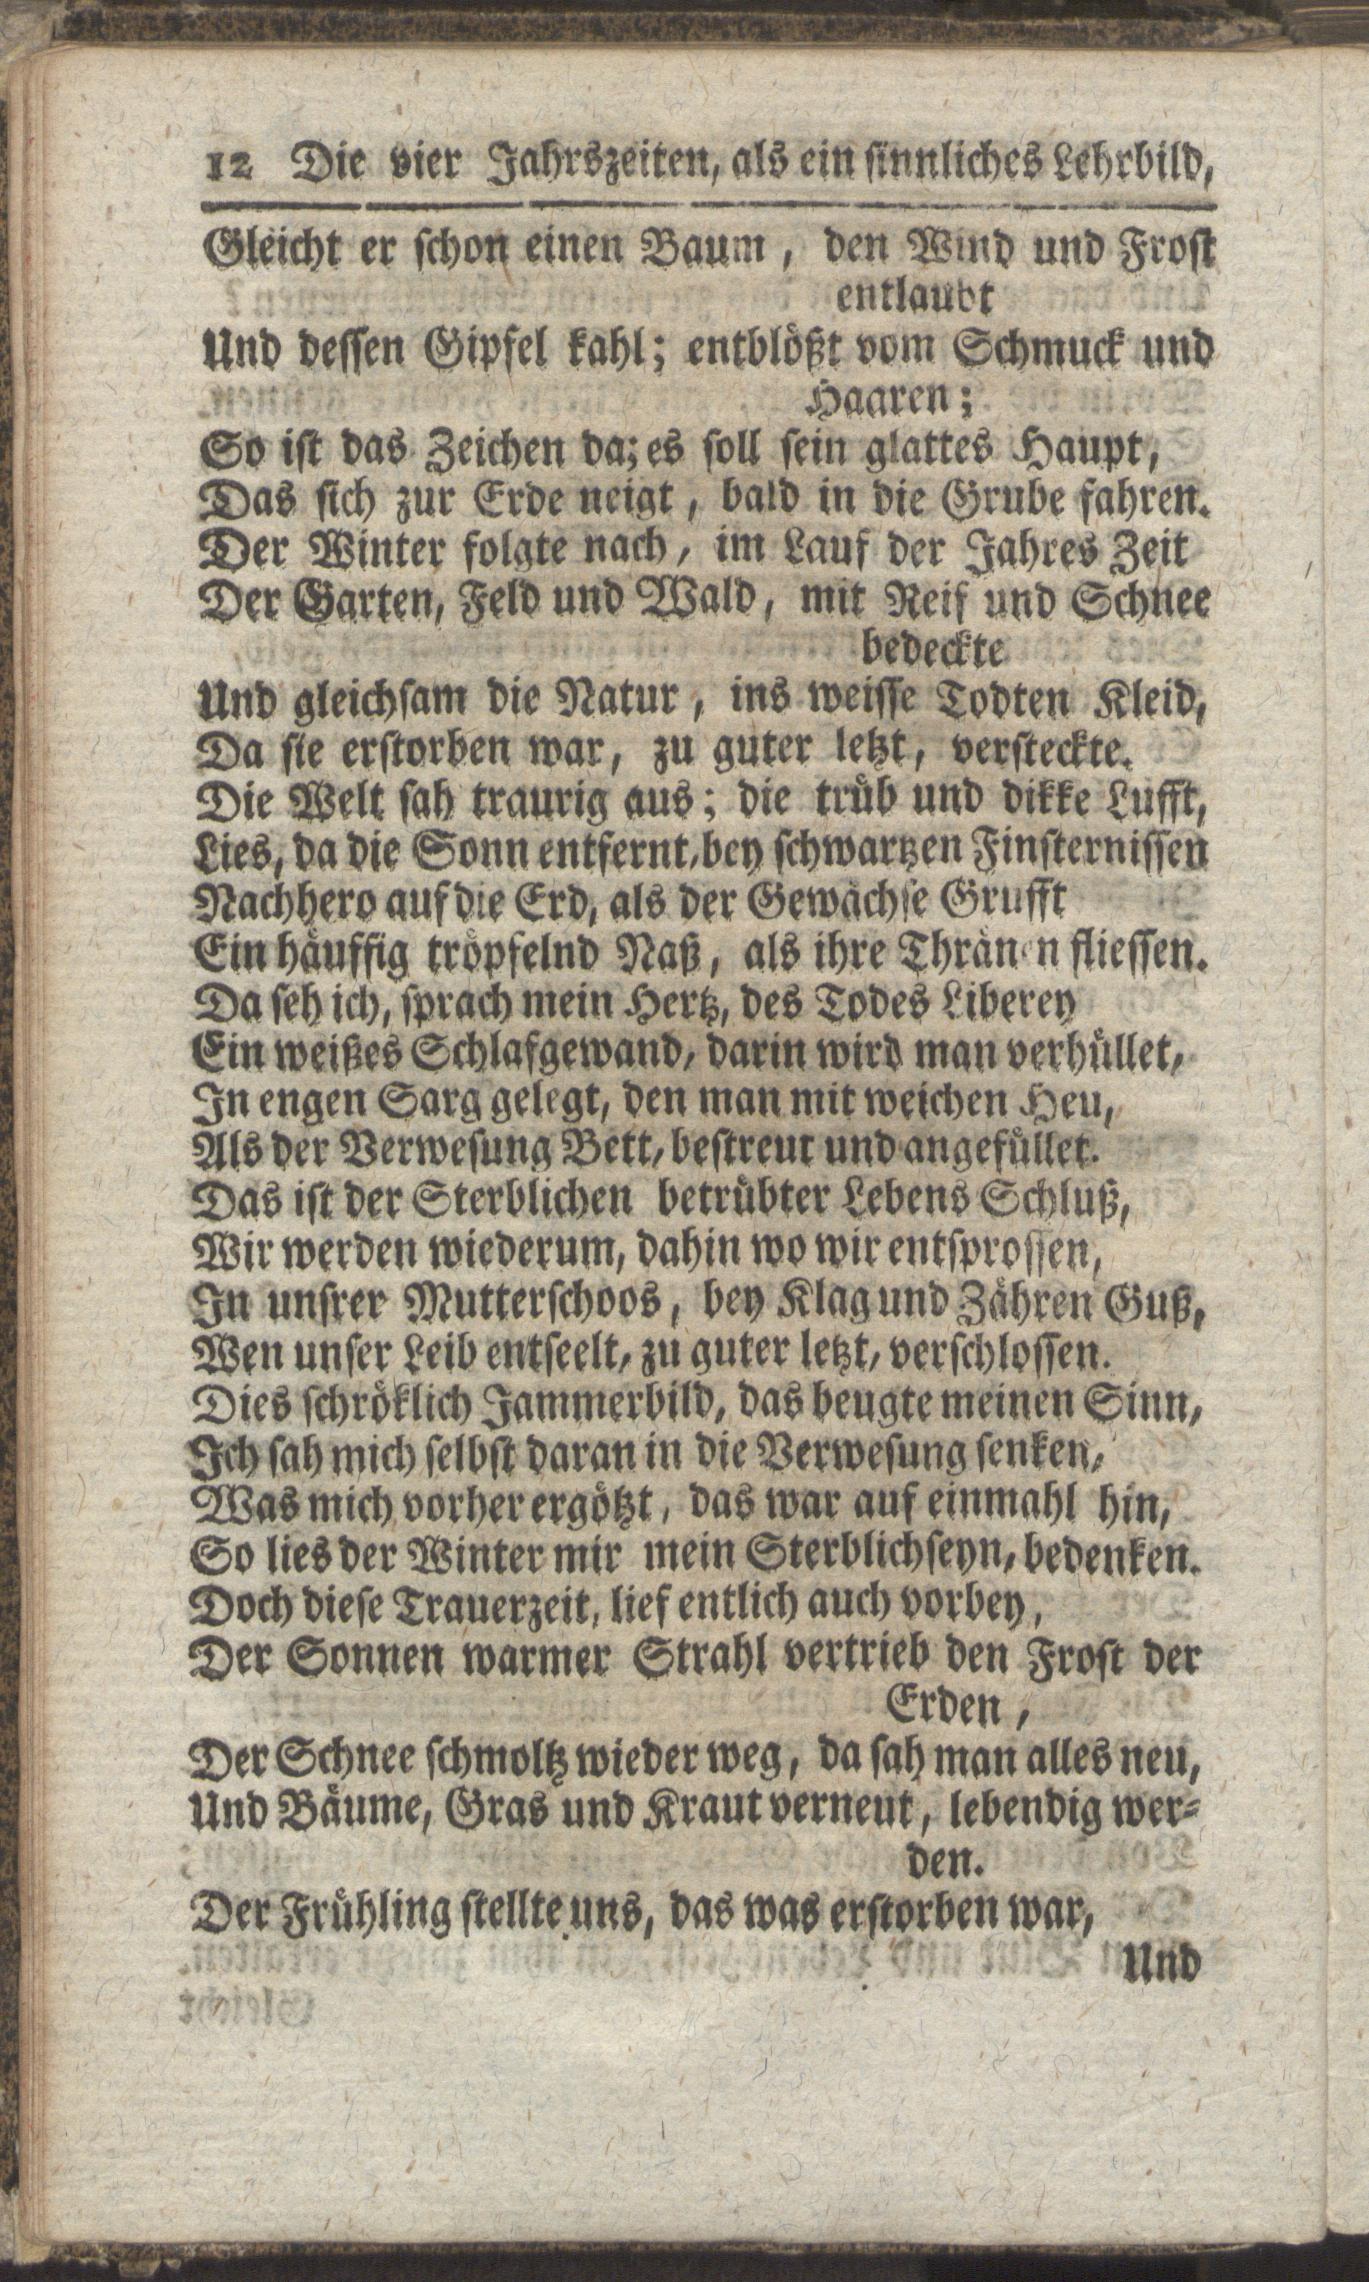 12 Die vier Jahrszeiten, als ein sinnliches Lehrbild,
Gleicht er schon einen Baum, den Wind und Frost
entlaubt
Und dessen Gipfel kahl; entblößt vom Schmuck und
Haaren;
So ist das Zeichen da; es soll sein glattes Haupt,
Das sich zur Erde neigt, bald in die Grube fahren.
Der Winter folgte nach, im Lauf der Jahres Zeit
Der Garten, Feld und Wald, mit Reif und Schnee
bedeckte
Und gleichsam die Natur, ins weisse Todten Kleid,
Da sie erstorben war, zu guter letzt, versteckte.
Die Welt sah traurig aus; die trüb und dikke Lufft,
Lies, da die Sonn entfernt, bey schwartzen Finsternissen
Nachhero auf die Erd, als der Gewächse Grufft
Ein häuffig tröpfelnd Naß, als ihre Thränen fliessen.
Da seh ich, sprach mein Hertz, des Todes Liberey
Ein weißes Schlafgewand, darin wird man verhüllet,
In engen Sarg gelegt, den man mit weichen Heu,
Als der Verwesung Bett, bestreut und angefüllet.
Das ist der Sterblichen betrübter Lebens Schluß,
Wir werden wiederum, dahin wo wir entsprossen,
In unsrer Mutterschoos, bey Klag und Zähren Guß,
Wen unser Leib entseelt, zu guter letzt, verschlossen.
Dies schröklich Jammerbild, das beugte meinen Sinn,
Ich sah mich selbst daran in die Verwesung senken,
Was mich vorher ergötzt, das war auf einmahl hin,
So lies der Winter mir mein Sterblichseyn, bedenken.
Doch diese Trauerzeit, lief entlich auch vorbey,
Der Sonnen warmer Strahl vertrieb den Frost der
Erden,
Der Schnee schmoltz wieder weg, da sah man alles neu,
Und Bäume, Gras und Kraut verneut, lebendig wer-
den.
Der Frühling stellte uns, das was erstorben war,
Und